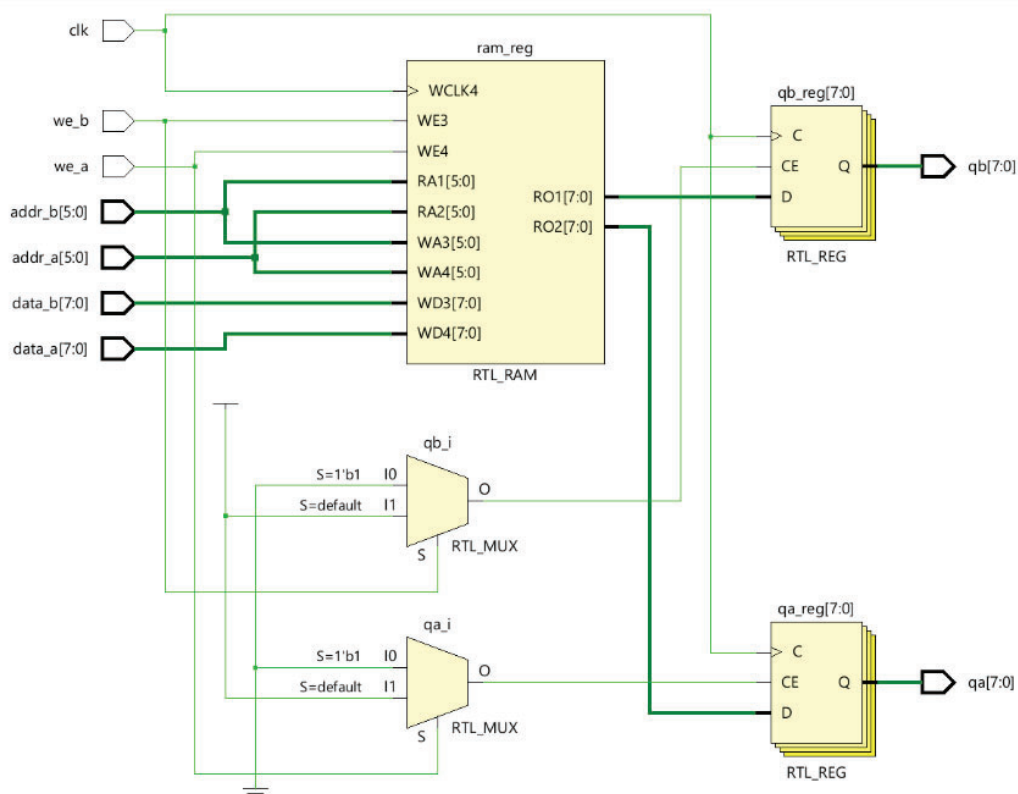 clk
we_b
we_a
addr_b[5:0]
addr_a[5:0]
data_b[7:0]
data_a[7:0]
ram_reg
WCLK4
WE3
WE4
RA1[5:0]
RA2[5:0]
WA3[5:0]
WA4[5:0]
WD3[7:0]
WD4[7:0]
RO1[7:0]
RO2[7:0]
RTL_RAM
qb_reg[7:0]
C
CE
D
Q
RTL_REG
qb[7:0]
qb_i
S=1'b1 I0
S=default I1
O
S
RTL_MUX
qa_i
S=1'b1 I0
S=default I1
O
S
RTL_MUX
qa_reg[7:0]
C
CE
D
Q
RTL_REG
qa[7:0]